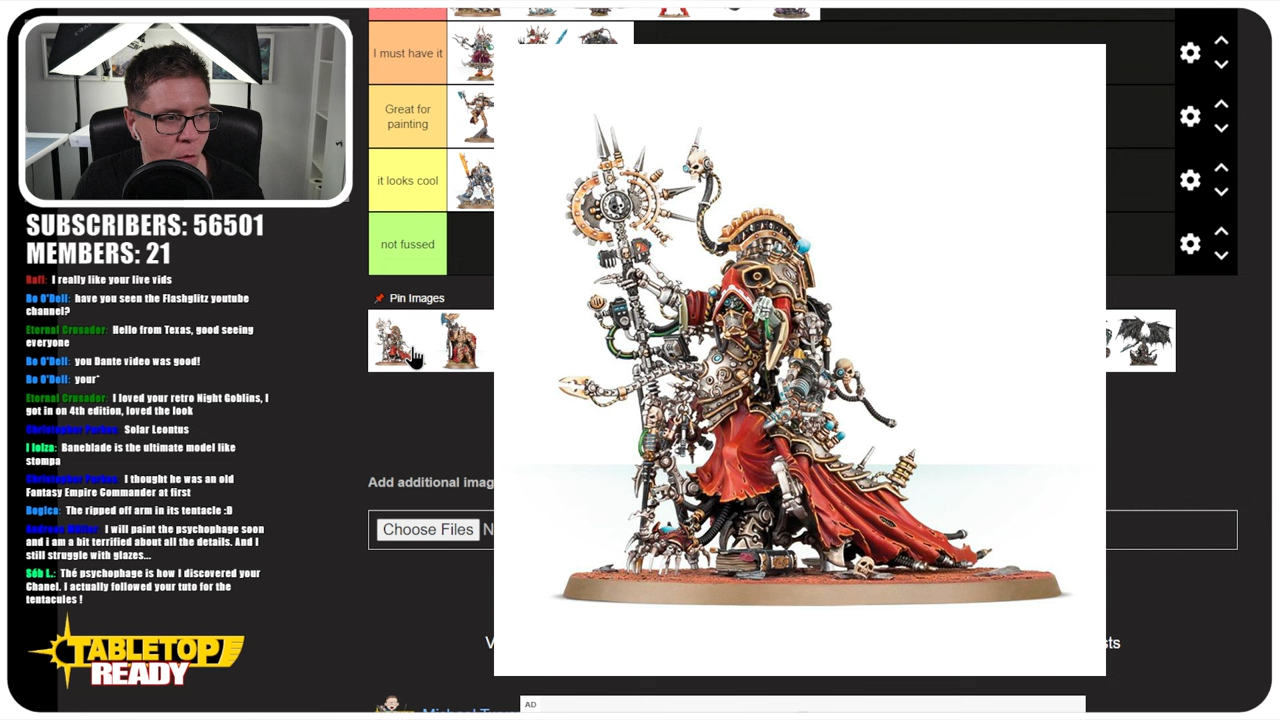 I must have it
Great for
painting
it looks cool
not fussed
SUBSCRIBERS: 56501
MEMBERS: 21
Rafi: I really like your live vids
Bo O'Dell: have you seen the Flashglitz youtube
channel?
Eternal Crusader: Hello from Texas, good seeing
everyone
Bo O'Dell: you Dante video was good!
Bo O'Dell: your*
Eternal Crusader: I loved your retro Night Goblins, I
got in on 4th edition, loved the look
Solar Leontus
Baneblade is the ultimate model like
stompa
I thought he was an old
Fantasy Empire Commander at first
Bogica: The ripped off arm in its tentacle :D
I will paint the psychophage soon
and i am a bit terrified about all the details. And I
still struggle with glazes...
Séb L.: Thé psychophage is how I discovered your
Chanel. I actually followed your tuto for the
tentacules !
Pin Images
Add additional imag
Choose Files N
V
sts
TABLETOP
READY
AD